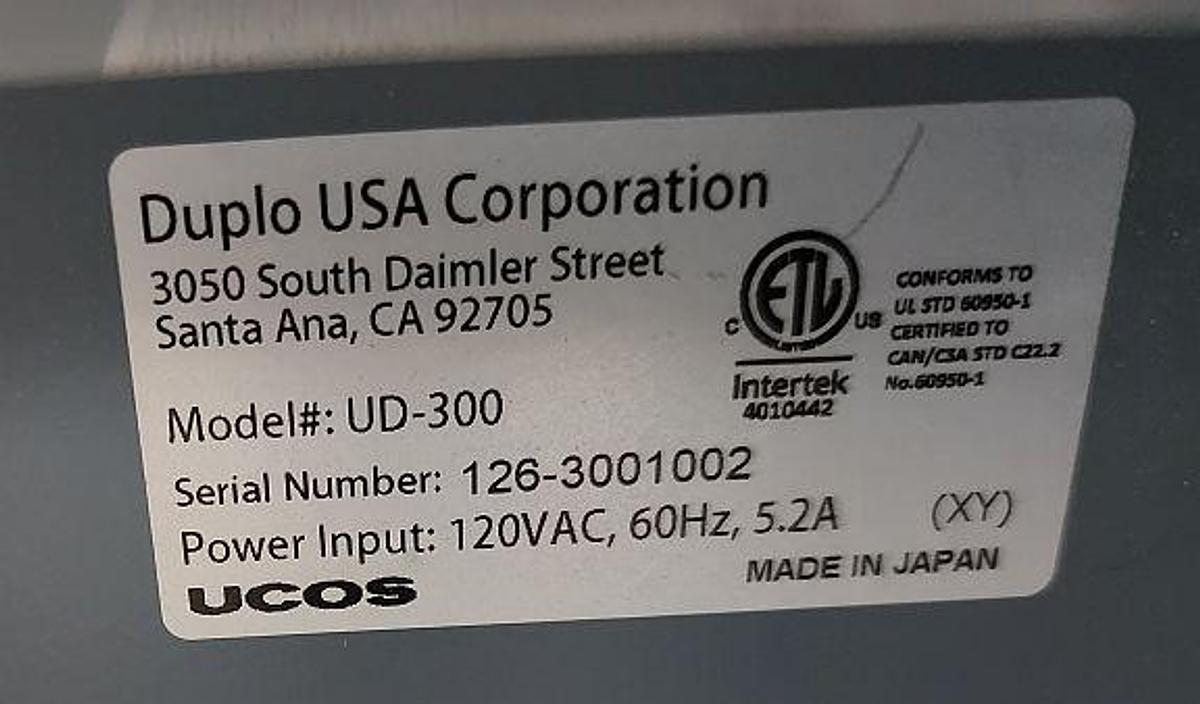 Duplo USA Corporation
3050 South Daimler Street
Santa Ana, CA 92705
ETL
C US
LISTED
Intertek
4010442
CONFORMS TO
UL STD 60950-1
CERTIFIED TO
CAN/CSA STD C22.2
No.60950-1
Model#: UD-300
Serial Number: 126-3001002
Power Input: 120VAC, 60Hz, 5.2A (XY)
UCOS MADE IN JAPAN